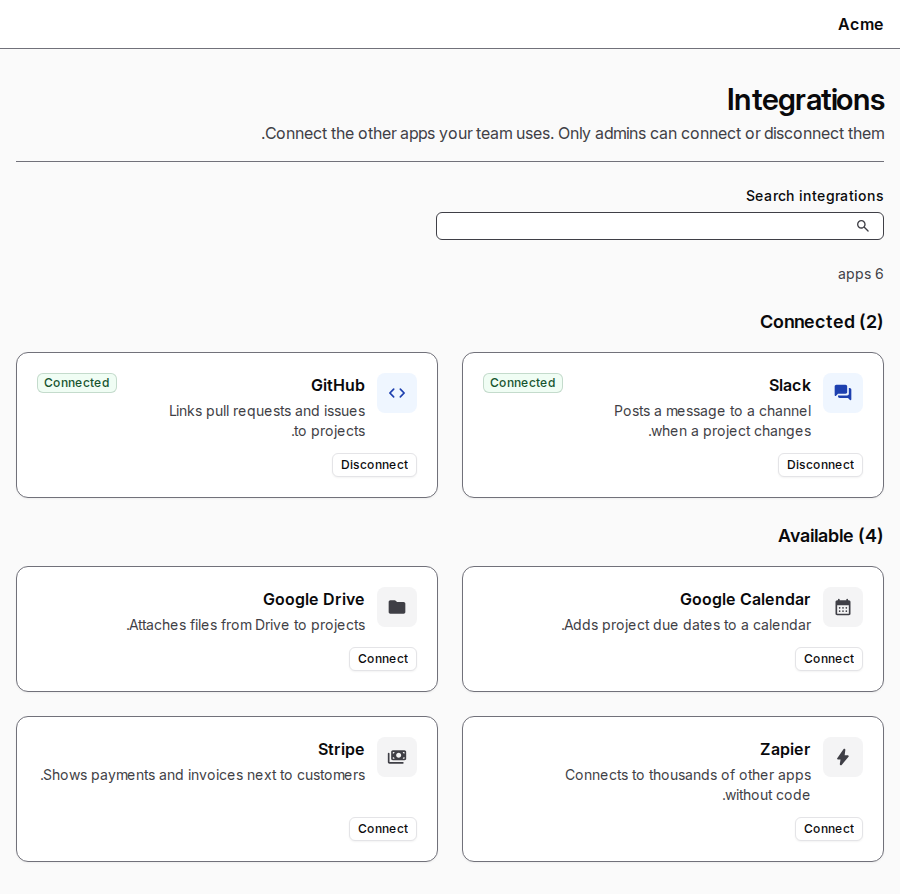 Acme
Integrations
.Connect the other apps your team uses. Only admins can connect or disconnect them
Search integrations
apps 6
Connected (2)
Slack
Connected
Posts a message to a channel
.when a project changes
Disconnect
GitHub
Connected
Links pull requests and issues
.to projects
Disconnect
Available (4)
Google Calendar
.Adds project due dates to a calendar
Connect
Google Drive
.Attaches files from Drive to projects
Connect
Zapier
Connects to thousands of other apps
.without code
Connect
Stripe
.Shows payments and invoices next to customers
Connect